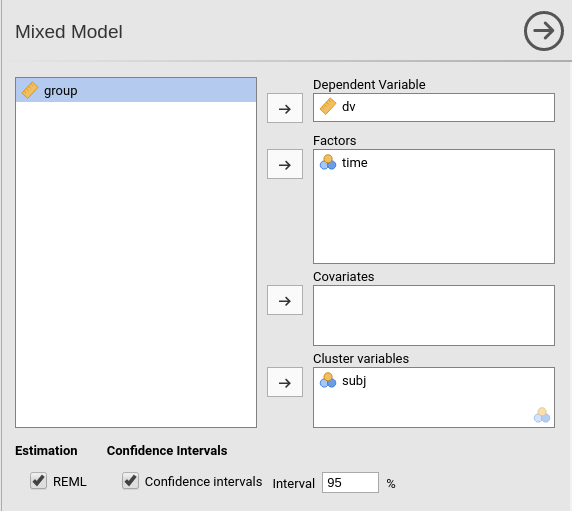 Mixed Model
group
Dependent Variable
dv
Factors
time
Covariates
Cluster variables
subj
Estimation
Confidence Intervals
REML
Confidence intervals
Interval 95 %